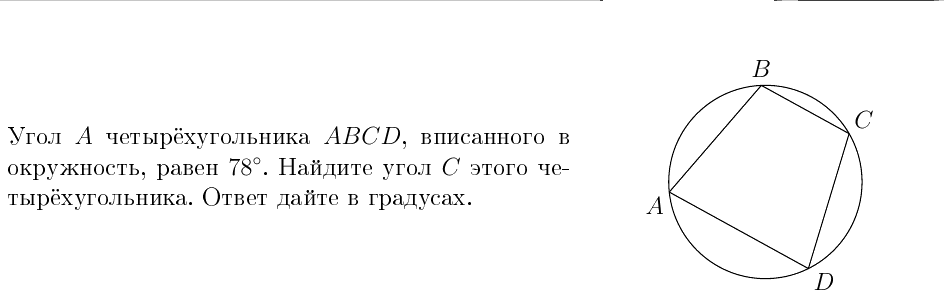 Угол A четырёхугольника ABCD, вписанного в
окружность, равен 78°. Найдите угол C этого че-
тырёхугольника. Ответ дайте в градусах.
B
C
A
D